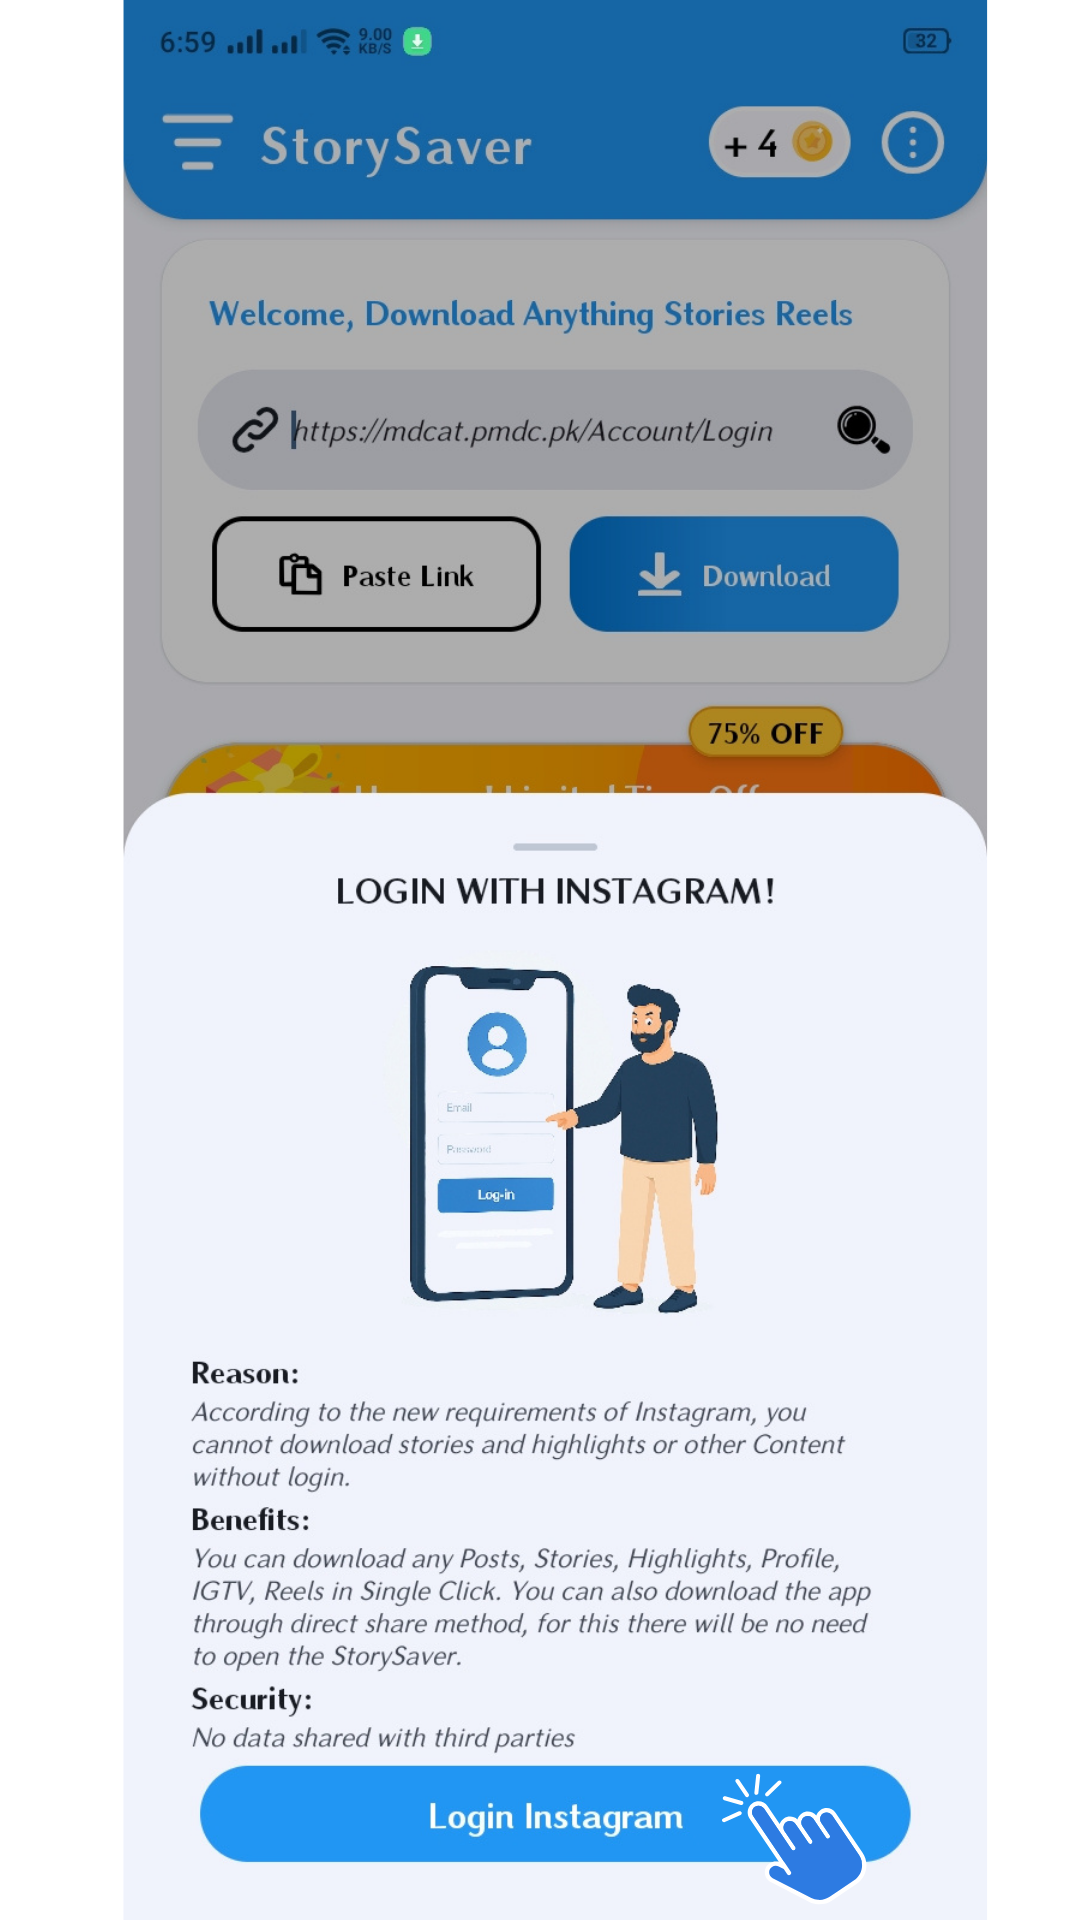 6:59 9.00 KB/S 32
StorySaver + 4
Welcome, Download Anything Stories Reels
https://mdcat.pmdc.pk/Account/Login
Paste Link Download
75% OFF
LOGIN WITH INSTAGRAM!
Email
Password
Log-in
Reason:
According to the new requirements of Instagram, you
cannot download stories and highlights or other Content
without login.
Benefits:
You can download any Posts, Stories, Highlights, Profile,
IGTV, Reels in Single Click. You can also download the app
through direct share method, for this there will be no need
to open the StorySaver.
Security:
No data shared with third parties
Login Instagram